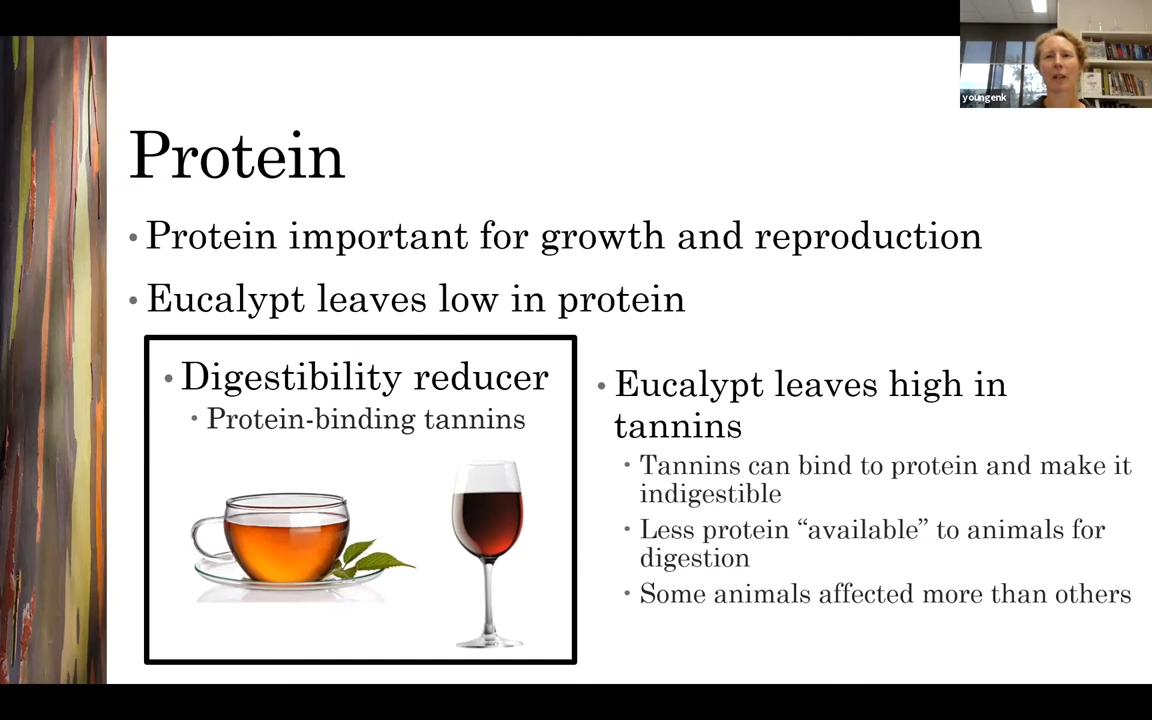 youngenk
Protein
• Protein important for growth and reproduction
• Eucalypt leaves low in protein
• Digestibility reducer
• Protein-binding tannins
• Eucalypt leaves high in
tannins
• Tannins can bind to protein and make it
indigestible
• Less protein “available” to animals for
digestion
• Some animals affected more than others